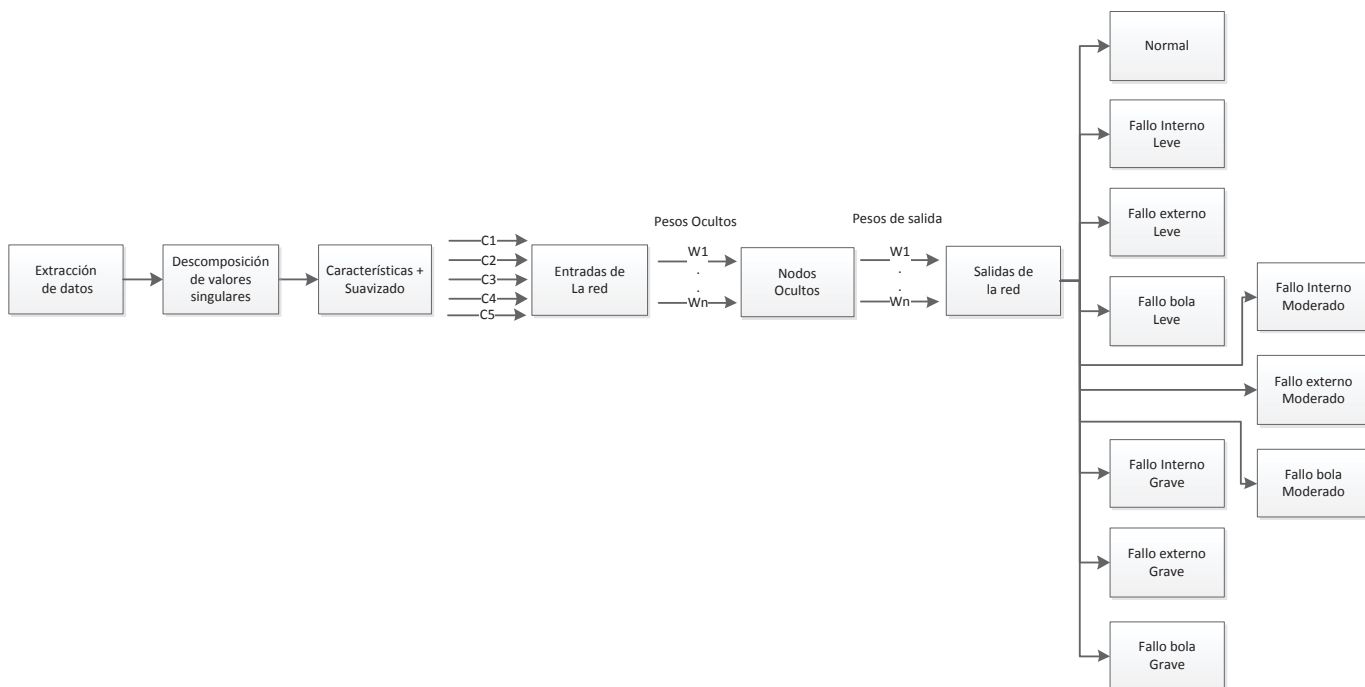 Extracción
de datos
Descomposición
de valores
singulares
Características +
Suavizado
C1
C2
C3
C4
C5
Entradas de
La red
Pesos Ocultos
W1
.
.
Wn
Nodos
Ocultos
Pesos de salida
W1
.
.
Wn
Salidas de
la red
Normal
Fallo Interno
Leve
Fallo externo
Leve
Fallo bola
Leve
Fallo Interno
Moderado
Fallo externo
Moderado
Fallo bola
Moderado
Fallo Interno
Grave
Fallo externo
Grave
Fallo bola
Grave